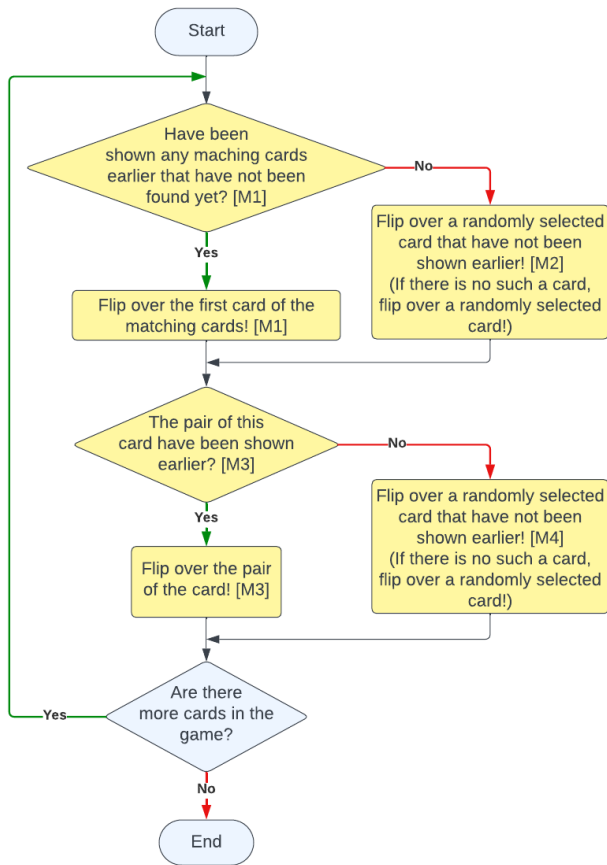 Start
Have been
shown any maching cards
earlier that have not been
found yet? [M1]
No
Yes
Flip over a randomly selected
card that have not been
shown earlier! [M2]
(If there is no such a card,
flip over a randomly selected
card!)
Flip over the first card of the
matching cards! [M1]
The pair of this
card have been shown
earlier? [M3]
No
Yes
Flip over a randomly selected
card that have not been
shown earlier! [M4]
(If there is no such a card,
flip over a randomly selected
card!)
Flip over the pair
of the card! [M3]
Are there
more cards in the
game?
Yes
No
End